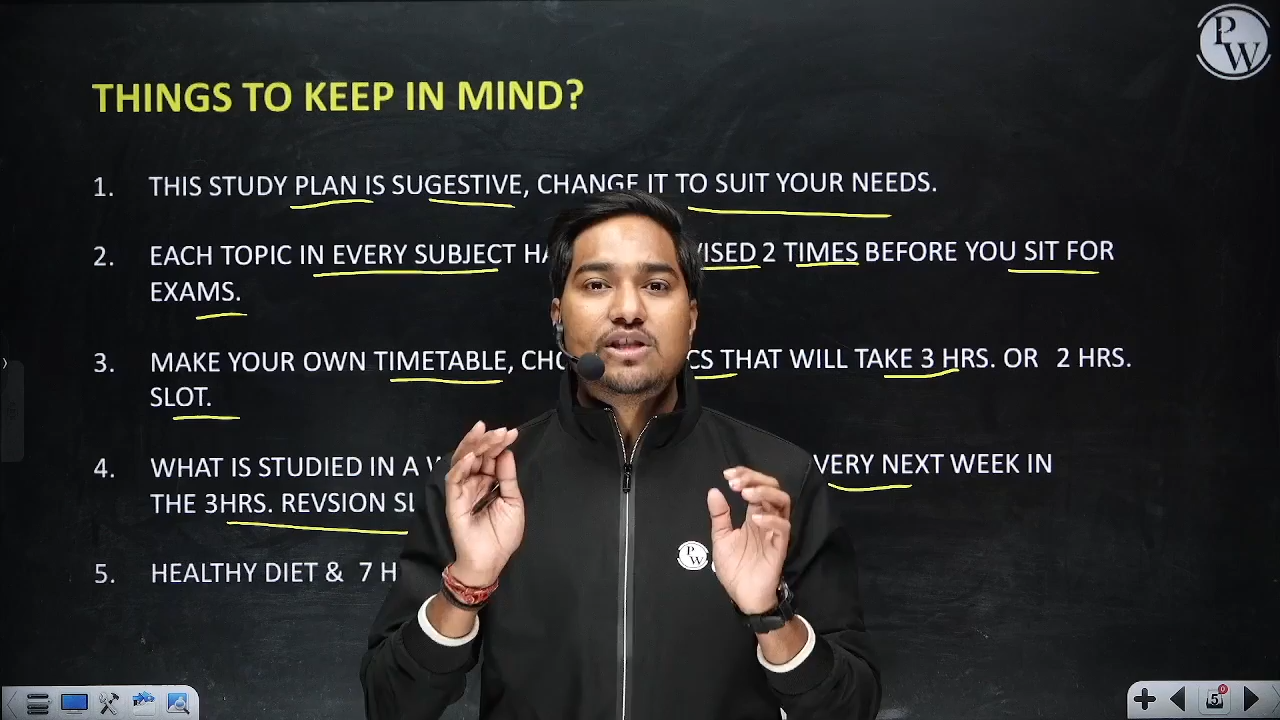 PW
THINGS TO KEEP IN MIND?
1. THIS STUDY PLAN IS SUGESTIVE, CHANGE IT TO SUIT YOUR NEEDS.
2. EACH TOPIC IN EVERY SUBJECT 2 TIMES BEFORE YOU SIT FOR
EXAMS.
3. MAKE YOUR OWN TIMETABLE, THAT WILL TAKE 3 HRS. OR 2 HRS.
SLOT.
4. WHAT IS STUDIED IN A VERY NEXT WEEK IN
THE 3HRS. REVSION
5. HEALTHY DIET & 7
PW
5